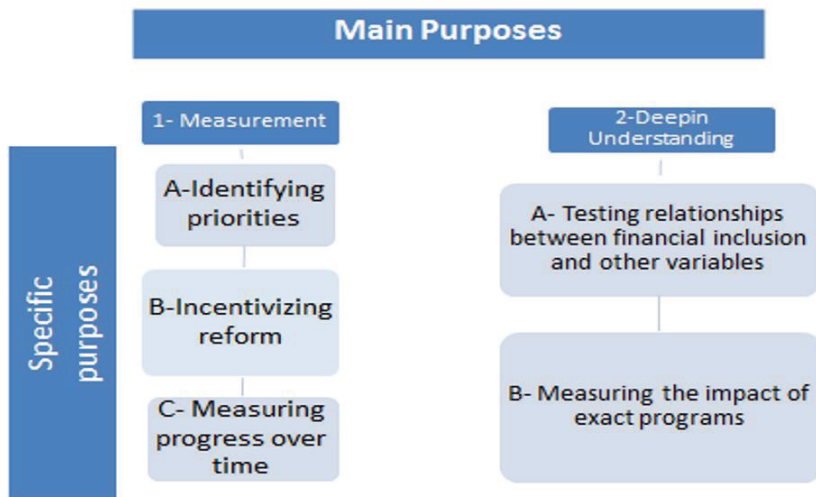 Main Purposes
1- Measurement
2-Deepin
Understanding
Specific
purposes
A-Identifying
priorities
B-Incentivizing
reform
C- Measuring
progress over
time
A- Testing relationships
between financial inclusion
and other variables
B- Measuring the impact of
exact programs